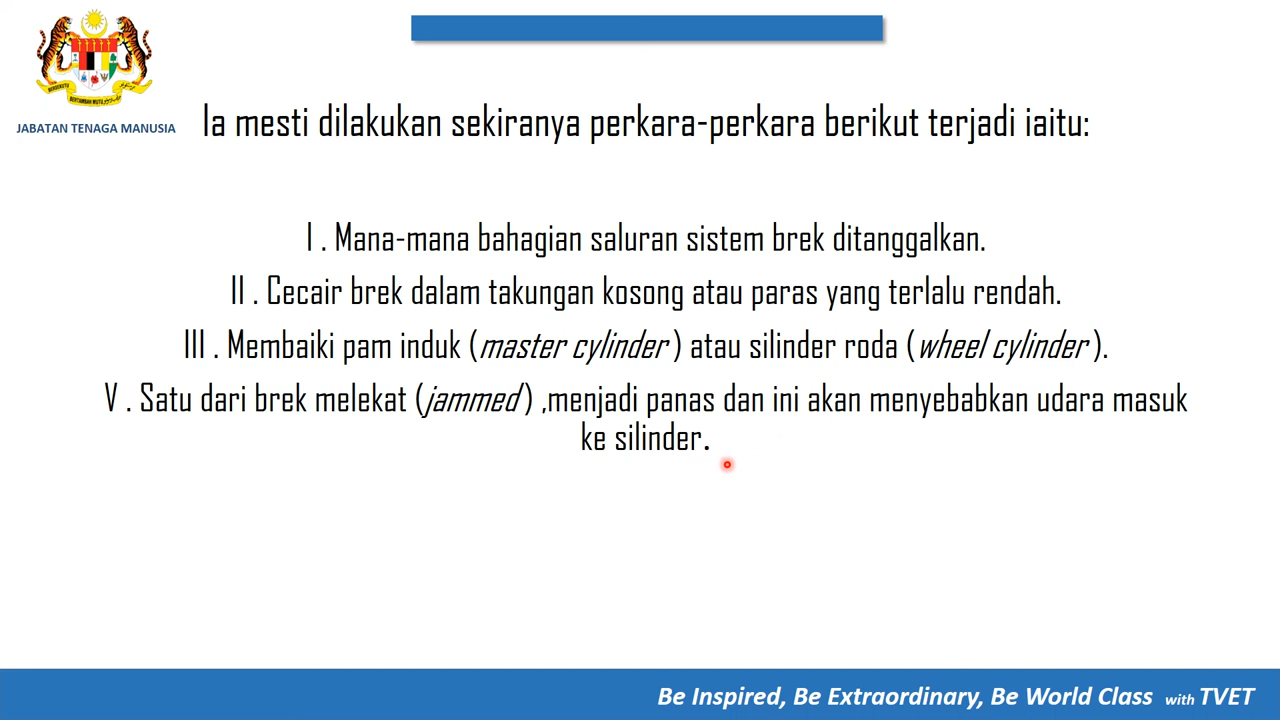 JABATAN TENAGA MANUSIA
Ia mesti dilakukan sekiranya perkara-perkara berikut terjadi iaitu:
I . Mana-mana bahagian saluran sistem brek ditanggalkan.
II . Cecair brek dalam takungan kosong atau paras yang terlalu rendah.
III . Membaiki pam induk (master cylinder ) atau silinder roda (wheel cylinder ).
V . Satu dari brek melekat (jammed ) ,menjadi panas dan ini akan menyebabkan udara masuk
ke silinder.
Be Inspired, Be Extraordinary, Be World Class with TVET